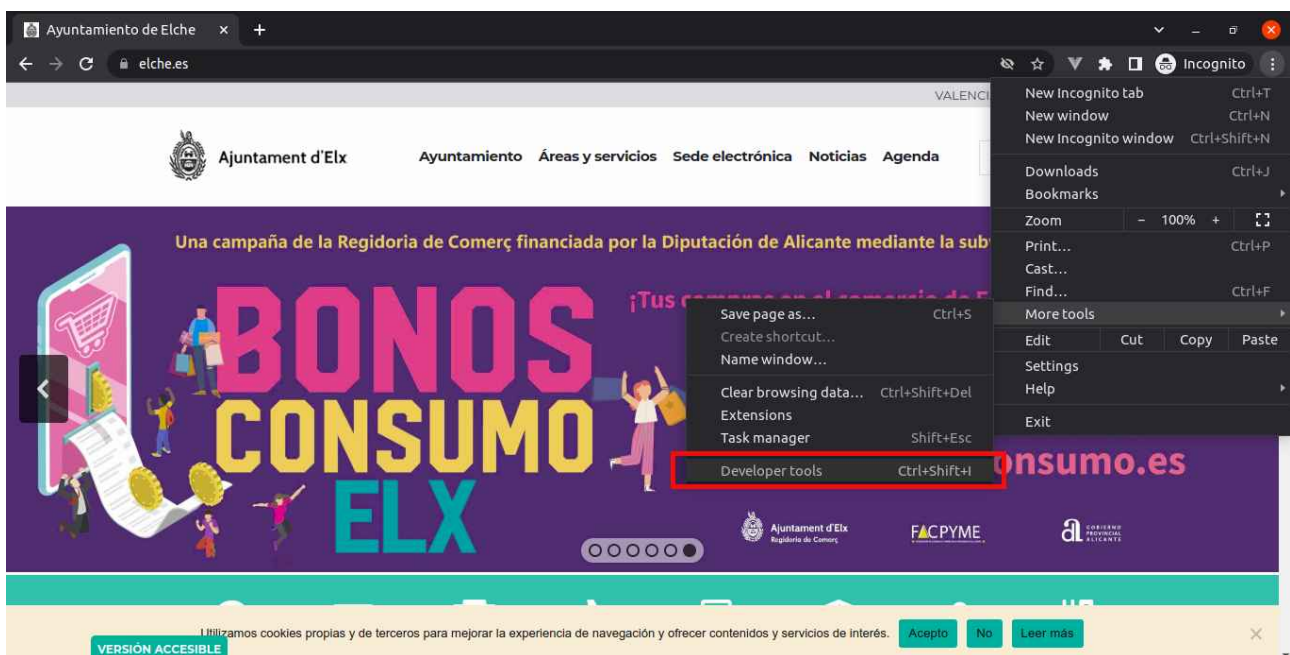 Ayuntamiento de Elche
elche.es
Incognito
VALENCI
Ajuntament d'Elx
Ayuntamiento Áreas y servicios Sede electrónica Noticias Agenda
New Incognito tab Ctrl+T
New window Ctrl+N
New Incognito window Ctrl+Shift+N
Downloads Ctrl+J
Bookmarks
Zoom - 100% +
Print... Ctrl+P
Cast...
Find... Ctrl+F
More tools
Edit Cut Copy Paste
Settings
Help
Exit
Save page as... Ctrl+S
Create shortcut...
Name window...
Clear browsing data... Ctrl+Shift+Del
Extensions
Task manager Shift+Esc
Developer tools Ctrl+Shift+I
Una campaña de la Regidoria de Comerç financiada por la Diputación de Alicante mediante la sub
¡Tus
BONOS
CONSUMO
ELX
onsumo.es
Ajuntament d'Elx
Regidoria de Comerç
FACPYME
GOBIERNO
PROVINCIAL
ALICANTE
Utilizamos cookies propias y de terceros para mejorar la experiencia de navegación y ofrecer contenidos y servicios de interés. Acepto No Leer más
VERSIÓN ACCESIBLE